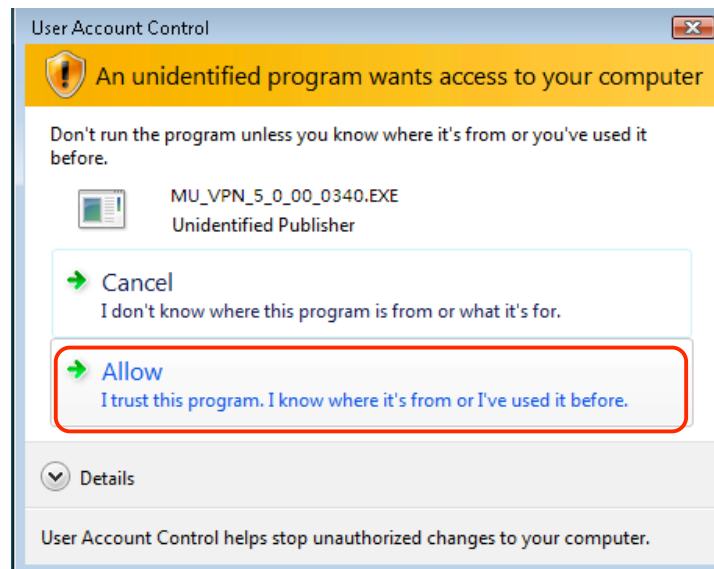 User Account Control
An unidentified program wants access to your computer
Don't run the program unless you know where it's from or you've used it
before.
MU_VPN_5_0_00_0340.EXE
Unidentified Publisher
Cancel
I don't know where this program is from or what it's for.
Allow
I trust this program. I know where it's from or I've used it before.
Details
User Account Control helps stop unauthorized changes to your computer.